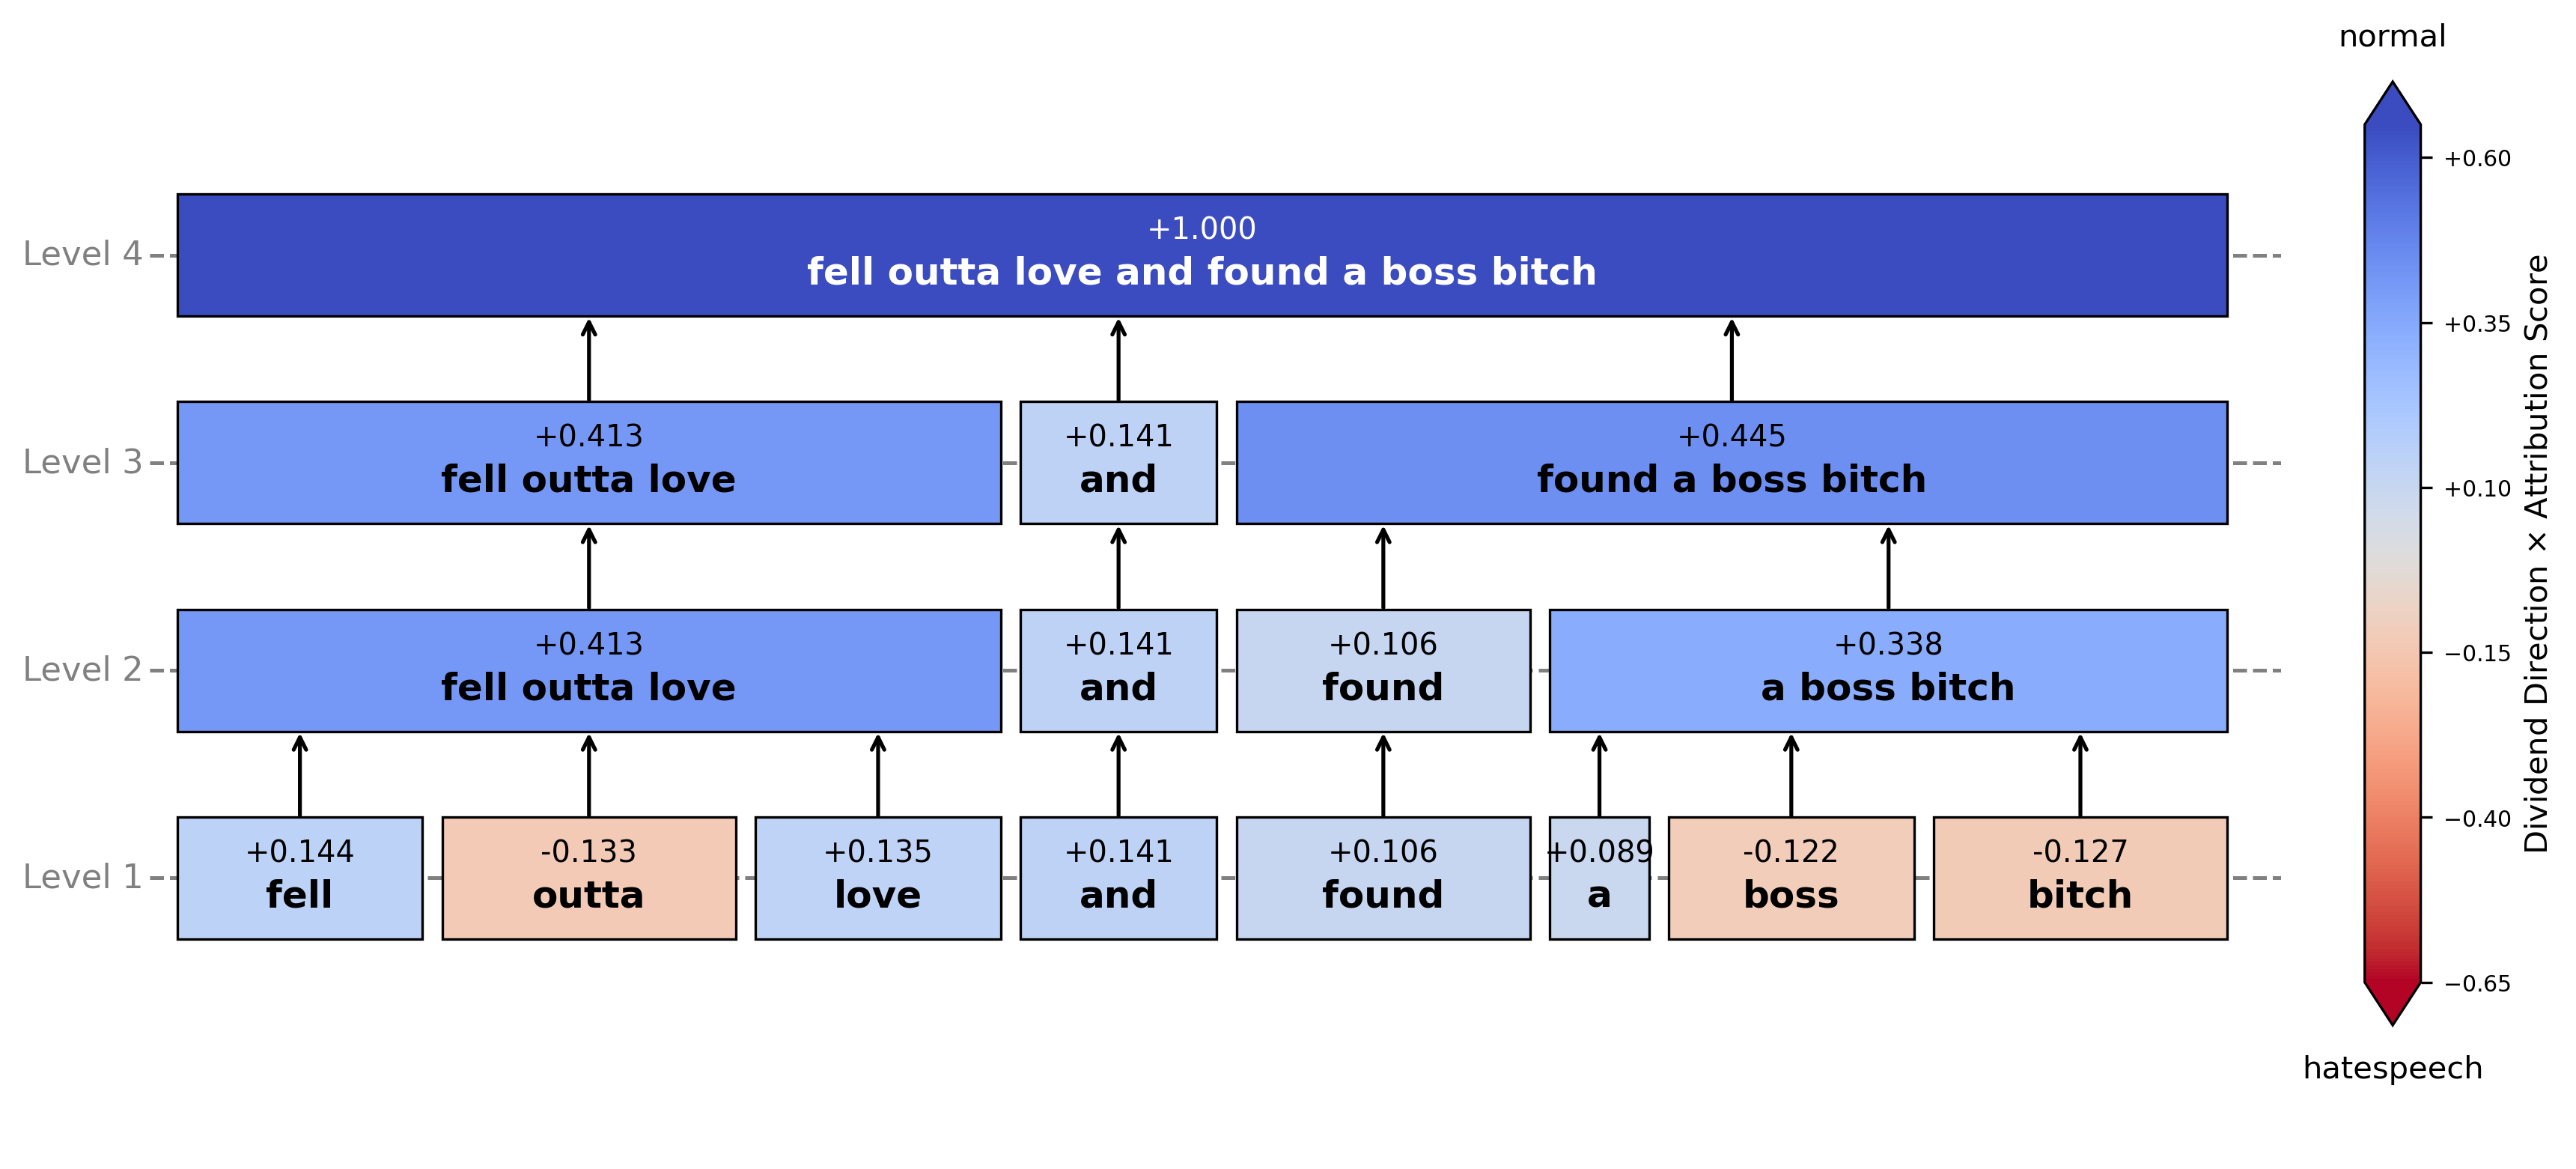 normal
+0.60
+0.35
+0.10
−0.15
−0.40
−0.65
hatespeech
Dividend Direction × Attribution Score
Level 4
+1.000
fell outta love and found a boss bitch
Level 3
+0.413
fell outta love
+0.141
and
+0.445
found a boss bitch
Level 2
+0.413
fell outta love
+0.141
and
+0.106
found
+0.338
a boss bitch
Level 1
+0.144
fell
-0.133
outta
+0.135
love
+0.141
and
+0.106
found
+0.089
a
-0.122
boss
-0.127
bitch